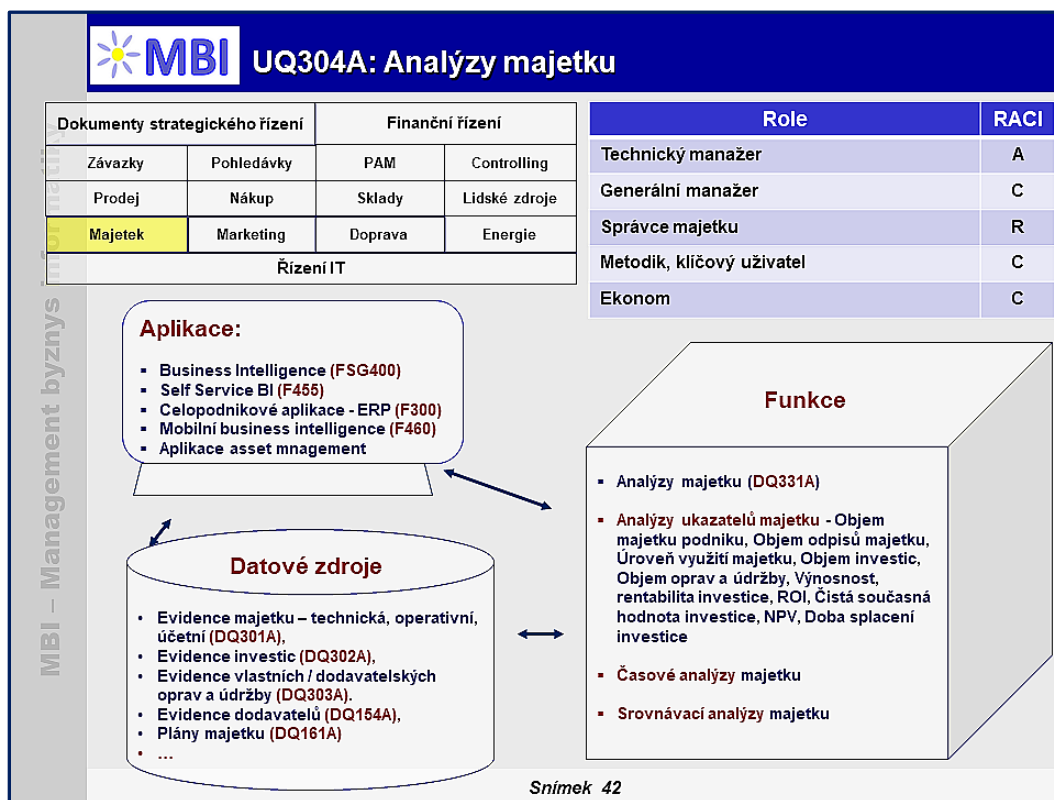 MBI
UQ304A: Analýzy majetku
MBI – Management byznys informatiky
Dokumenty strategického řízení
Finanční řízení
Závazky
Pohledávky
PAM
Controlling
Prodej
Nákup
Sklady
Lidské zdroje
Majetek
Marketing
Doprava
Energie
Řízení IT
Role
RACI
Technický manažer
A
Generální manažer
C
Správce majetku
R
Metodik, klíčový uživatel
C
Ekonom
C
Aplikace:
▪ Business Intelligence (FSG400)
▪ Self Service BI (F455)
▪ Celopodnikové aplikace - ERP (F300)
▪ Mobilní business intelligence (F460)
▪ Aplikace asset mnagement
Datové zdroje
• Evidence majetku – technická, operativní,
účetní (DQ301A),
• Evidence investic (DQ302A),
• Evidence vlastních / dodavatelských
oprav a údržby (DQ303A).
• Evidence dodavatelů (DQ154A),
• Plány majetku (DQ161A)
• ...
Funkce
▪ Analýzy majetku (DQ331A)
▪ Analýzy ukazatelů majetku - Objem
majetku podniku, Objem odpisů majetku,
Úroveň využití majetku, Objem investic,
Objem oprav a údržby, Výnosnost,
rentabilita investice, ROI, Čistá současná
hodnota investice, NPV, Doba splacení
investice
▪ Časové analýzy majetku
▪ Srovnávací analýzy majetku
Snímek 42